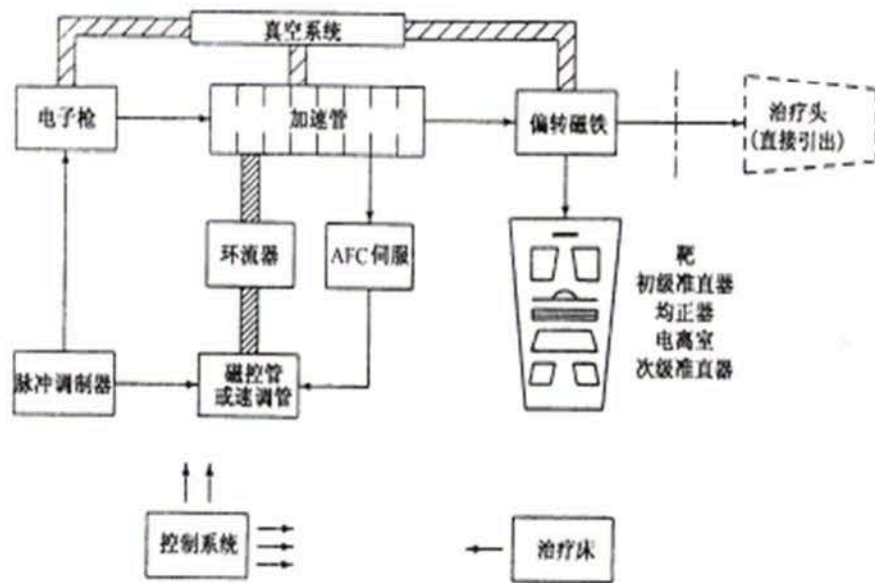 真空系统
电子枪
加速管
偏转磁铁
治疗头
(直接引出)
环流器
AFC伺服
靶
初级准直器
均正器
电离室
次级准直器
脉冲调制器
磁控管
或速调管
控制系统
治疗床